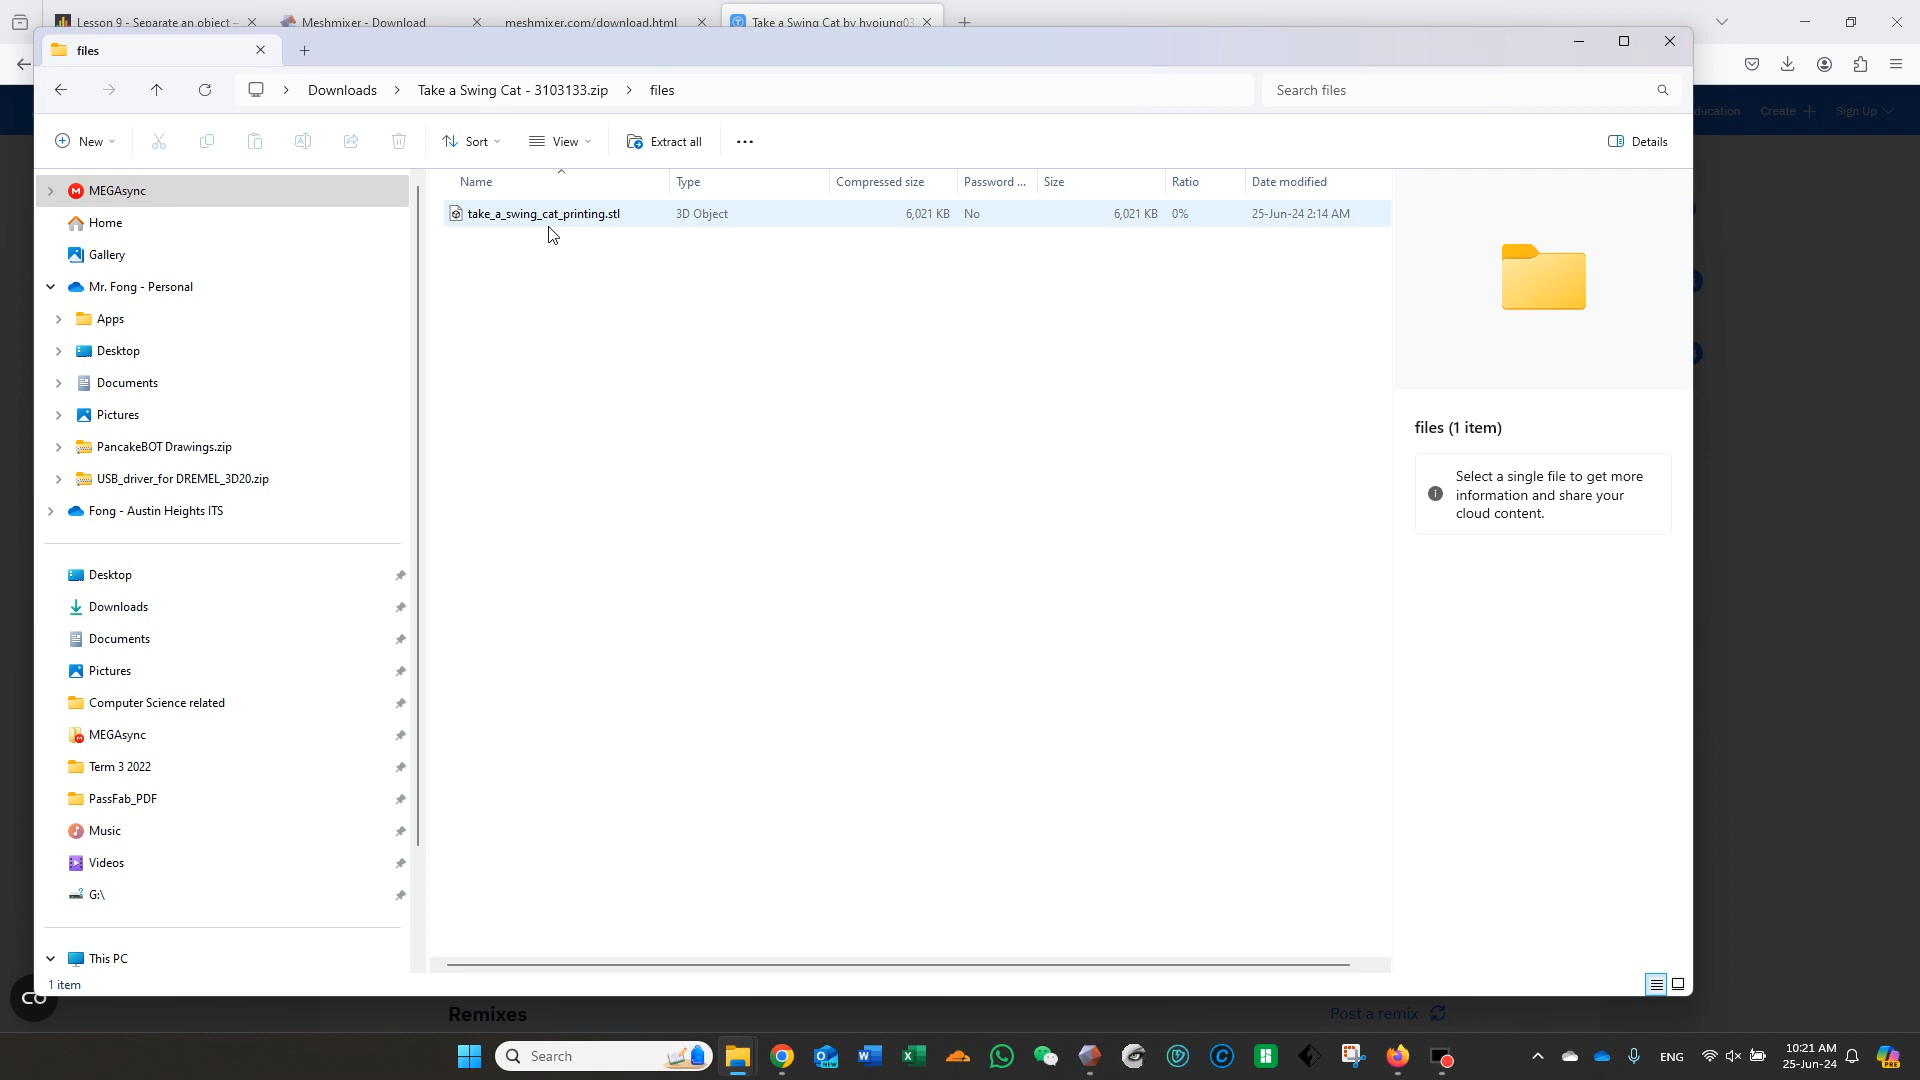 Lesson 9 - Separate an object –
Meshmixer - Download
meshmixer.com/download.html
Take a Swing Cat by hyojung03
files
Downloads > Take a Swing Cat - 3103133.zip > files
Search files
ducation
Create
Sign Up
New
Sort
View
Extract all
Details
MEGAsync
Home
Gallery
Mr. Fong - Personal
Apps
Desktop
Documents
Pictures
PancakeBOT Drawings.zip
USB_driver_for DREMEL_3D20.zip
Fong - Austin Heights ITS
Desktop
Downloads
Documents
Pictures
Computer Science related
MEGAsync
Term 3 2022
PassFab_PDF
Music
Videos
G:\
This PC
Name
Type
Compressed size
Password ...
Size
Ratio
Date modified
take_a_swing_cat_printing.stl
3D Object
6,021 KB
No
6,021 KB
0%
25-Jun-24 2:14 AM
files (1 item)
Select a single file to get more
information and share your
cloud content.
1 item
Remixes
Post a remix
Search
ENG
10:21 AM
25-Jun-24